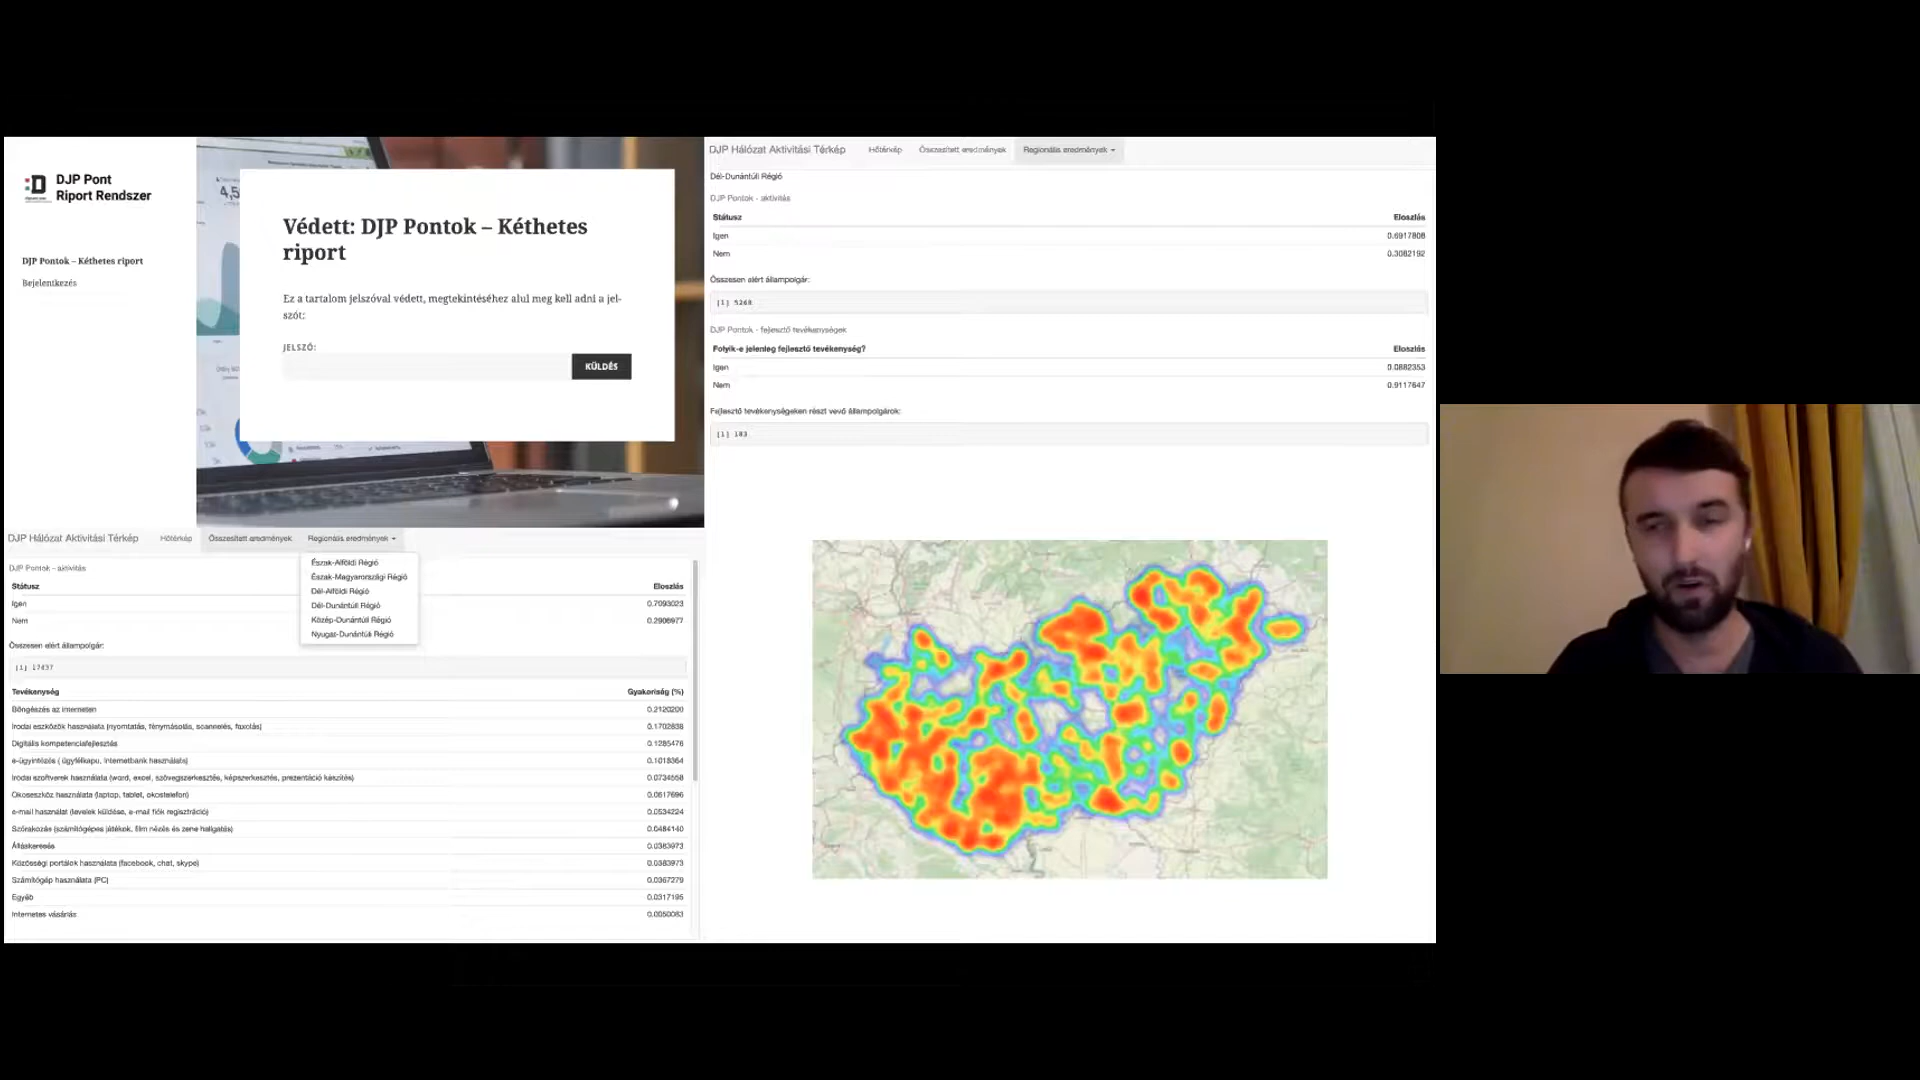 DJP Pont
Riport Rendszer
DJP Pontok – Kéthetes riport
Bejelentkezés
Védett: DJP Pontok – Kéthetes
riport
Ez a tartalom jelszóval védett, megtekintéséhez alul meg kell adni a jel-
szót:
JELSZÓ:
KÜLDÉS
DJP Hálózat Aktivitási Térkép
Hőtérkép
Összesített eredmények
Regionális eredmények
Dél-Dunántúli Régió
DJP Pontok - aktivitás
Státusz Eloszlás
Igen 0.6917808
Nem 0.3082192
Összesen elért állampolgár:
[1] 5268
DJP Pontok - fejlesztő tevékenységek
Folyik-e jelenleg fejlesztő tevékenység? Eloszlás
Igen 0.0882353
Nem 0.9117647
Fejlesztő tevékenységeken részt vevő állampolgárok:
[1] 183
DJP Hálózat Aktivitási Térkép
Hőtérkép
Összesített eredmények
Regionális eredmények
Észak-Alföldi Régió
Észak-Magyarországi Régió
Dél-Alföldi Régió
Dél-Dunántúli Régió
Közép-Dunántúli Régió
Nyugat-Dunántúli Régió
DJP Pontok - aktivitás
Státusz Eloszlás
Igen 0.7093023
Nem 0.2906977
Összesen elért állampolgár:
[1] 17437
Tevékenység Gyakoriság (%)
Böngészés az interneten 0.2120200
Irodai eszközök használata (nyomtatás, fénymásolás, scannelés, faxolás) 0.1702838
Digitális kompetenciafejlesztés 0.1285476
e-ügyintézés ( ügyfélkapu, internetbank használata) 0.1018364
Irodai szoftverek használata (word, excel, szövegszerkesztés, képszerkesztés, prezentáció készítés) 0.0734558
Okoseszköz használata (laptop, tablet, okostelefon) 0.0617696
e-mail használat (levelek küldése, e-mail fiók regisztráció) 0.0534224
Szórakozás (számítógépes játékok, film nézés és zene hallgatás) 0.0484140
Álláskeresés 0.0383973
Közösségi portálok használata (facebook, chat, skype) 0.0383973
Számítógép használata (PC) 0.0367279
Egyéb 0.0317195
Internetes vásárlás 0.0050083